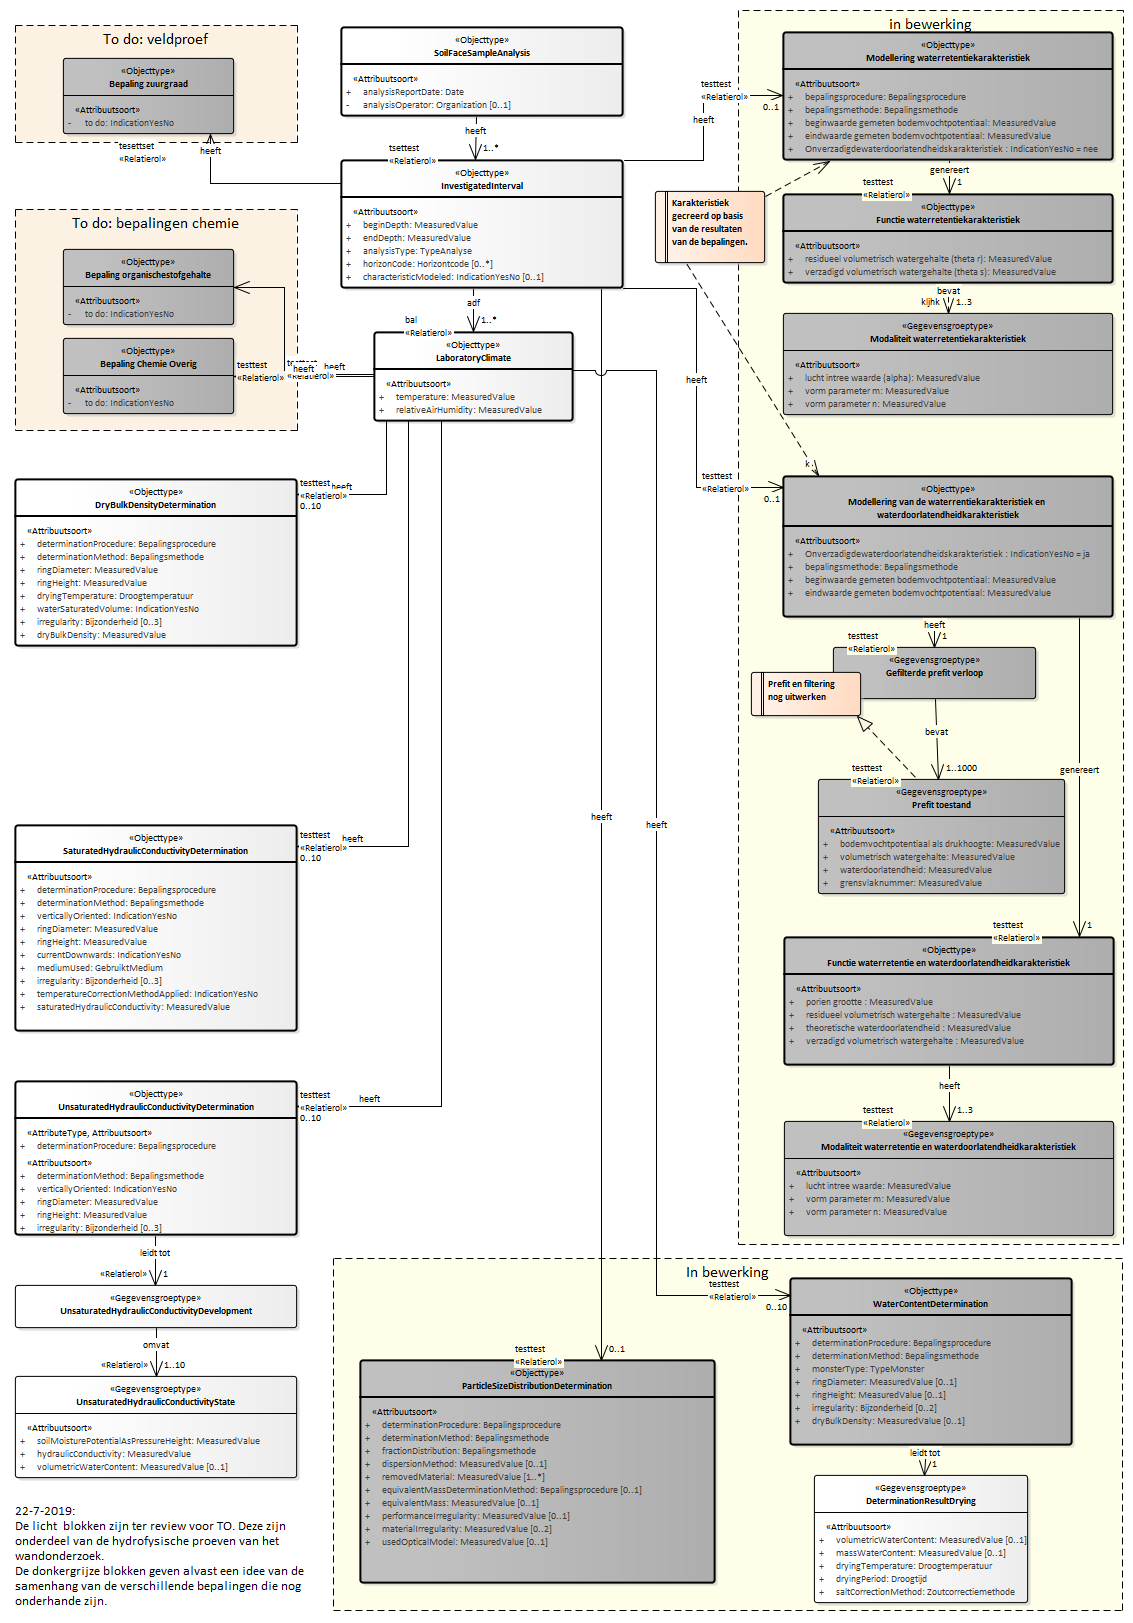 To do: veldproef
«Objecttype»
Bepaling zuurgraad
«Attribuutsoort»
- to do: IndicationYesNo
tesettset
«Relatierol»
heeft
«Objecttype»
SoilFaceSampleAnalysis
«Attribuutsoort»
+ analysisReportDate: Date
- analysisOperator: Organization [0..1]
heeft
1..*
tsettest
«Relatierol»
«Objecttype»
InvestigatedInterval
«Attribuutsoort»
+ beginDepth: MeasuredValue
+ endDepth: MeasuredValue
+ analysisType: TypeAnalyse
+ horizonCode: Horizontcode [0..*]
+ characteristicModeled: IndicationYesNo [0..1]
adf
1..*
bal
«Relatierol»
«Objecttype»
LaboratoryClimate
«Attribuutsoort»
+ temperature: MeasuredValue
+ relativeAirHumidity: MeasuredValue
To do: bepalingen chemie
«Objecttype»
Bepaling organischestofgehalte
«Attribuutsoort»
- to do: IndicationYesNo
«Objecttype»
Bepaling Chemie Overig
«Attribuutsoort»
- to do: IndicationYesNo
testtest
«Relatierol»
heeft
heeft
«Relatierol»
«Objecttype»
DryBulkDensityDetermination
«Attribuutsoort»
+ determinationProcedure: Bepalingsprocedure
+ determinationMethod: Bepalingsmethode
+ ringDiameter: MeasuredValue
+ ringHeight: MeasuredValue
+ dryingTemperature: Droogtemperatuur
+ waterSaturatedVolume: IndicationYesNo
+ irregularity: Bijzonderheid [0..3]
+ dryBulkDensity: MeasuredValue
testtest
heeft
«Relatierol»
0..10
«Objecttype»
SaturatedHydraulicConductivityDetermination
«Attribuutsoort»
+ determinationProcedure: Bepalingsprocedure
+ determinationMethod: Bepalingsmethode
+ verticallyOriented: IndicationYesNo
+ ringDiameter: MeasuredValue
+ ringHeight: MeasuredValue
+ currentDownwards: IndicationYesNo
+ mediumUsed: GebruiktMedium
+ irregularity: Bijzonderheid [0..3]
+ temperatureCorrectionMethodApplied: IndicationYesNo
+ saturatedHydraulicConductivity: MeasuredValue
testtest
heeft
«Relatierol»
0..10
«Objecttype»
UnsaturatedHydraulicConductivityDetermination
«AttributeType, Attribuutsoort»
+ determinationProcedure: Bepalingsprocedure
«Attribuutsoort»
+ determinationMethod: Bepalingsmethode
+ verticallyOriented: IndicationYesNo
+ ringDiameter: MeasuredValue
+ ringHeight: MeasuredValue
+ irregularity: Bijzonderheid [0..3]
testtest
heeft
«Relatierol»
0..10
leidt tot
«Relatierol»
1
«Gegevensgroeptype»
UnsaturatedHydraulicConductivityDevelopment
omvat
«Relatierol»
1..10
«Gegevensgroeptype»
UnsaturatedHydraulicConductivityState
«Attribuutsoort»
+ soilMoisturePotentialAsPressureHeight: MeasuredValue
+ hydraulicConductivity: MeasuredValue
+ volumetricWaterContent: MeasuredValue [0..1]
22-7-2019:
De licht blokken zijn ter review voor TO. Deze zijn
onderdeel van de hydrofysische proeven van het
wandonderzoek.
De donkergrijze blokken geven alvast een idee van de
samenhang van de verschillende bepalingen die nog
onderhande zijn.
in bewerking
testtest
«Relatierol»
0..1
heeft
«Objecttype»
Modellering waterretentiekarakteristiek
«Attribuutsoort»
+ bepalingsprocedure: Bepalingsprocedure
+ bepalingsmethode: Bepalingsmethode
+ beginwaarde gemeten bodemvochtpotentiaal: MeasuredValue
+ eindwaarde gemeten bodemvochtpotentiaal: MeasuredValue
+ Onverzadigdewaterdoorlatendheidskarakteristiek : IndicationYesNo = nee
genereert
testtest
1
«Relatierol»
«Objecttype»
Functie waterretentiekarakteristiek
«Attribuutsoort»
+ residueel volumetrisch watergehalte (theta r): MeasuredValue
+ verzadigd volumetrisch watergehalte (theta s): MeasuredValue
bevat
kljhk
1..3
«Gegevensgroeptype»
Modaliteit waterretentiekarakteristiek
«Attribuutsoort»
+ lucht intree waarde (alpha): MeasuredValue
+ vorm parameter m: MeasuredValue
+ vorm parameter n: MeasuredValue
Karakteristiek
gecreerd op basis
van de resultaten
van de bepalingen.
heeft
k
testtest
«Relatierol»
0..1
«Objecttype»
Modellering van de waterrentiekarakteristiek en
waterdoorlatendheidkarakteristiek
«Attribuutsoort»
+ Onverzadigdewaterdoorlatendheidskarakteristiek : IndicationYesNo = ja
+ bepalingsmethode: Bepalingsmethode
+ beginwaarde gemeten bodemvochtpotentiaal: MeasuredValue
+ eindwaarde gemeten bodemvochtpotentiaal: MeasuredValue
heeft
testtest
1
«Relatierol»
«Gegevensgroeptype»
Gefilterde prefit verloop
Prefit en filtering
nog uitwerken
bevat
testtest
1..1000
«Relatierol»
genereert
«Gegevensgroeptype»
Prefit toestand
«Attribuutsoort»
+ bodemvochtpotentiaal als drukhoogte: MeasuredValue
+ volumetrisch watergehalte: MeasuredValue
+ waterdoorlatendheid: MeasuredValue
+ grensvlaknummer: MeasuredValue
testtest
1
«Relatierol»
«Objecttype»
Functie waterretentie en waterdoorlatendheidkarakteristiek
«Attribuutsoort»
+ porien grootte : MeasuredValue
+ residueel volumetrisch watergehalte : MeasuredValue
+ theoretische waterdoorlatendheid : MeasuredValue
+ verzadigd volumetrisch watergehalte : MeasuredValue
heeft
testtest
1..3
«Relatierol»
«Gegevensgroeptype»
Modaliteit waterretentie en waterdoorlatendheidkarakteristiek
«Attribuutsoort»
+ lucht intree waarde: MeasuredValue
+ vorm parameter m: MeasuredValue
+ vorm parameter n: MeasuredValue
heeft
heeft
In bewerking
testtest
«Relatierol»
0..10
«Objecttype»
WaterContentDetermination
«Attribuutsoort»
+ determinationProcedure: Bepalingsprocedure
+ determinationMethod: Bepalingsmethode
+ monsterType: TypeMonster
+ ringDiameter: MeasuredValue [0..1]
+ ringHeight: MeasuredValue [0..1]
+ irregularity: Bijzonderheid [0..2]
+ dryBulkDensity: MeasuredValue [0..1]
leidt tot
1
«Gegevensgroeptype»
DeterminationResultDrying
«Attribuutsoort»
+ volumetricWaterContent: MeasuredValue [0..1]
+ massWaterContent: MeasuredValue [0..1]
+ dryingTemperature: Droogtemperatuur
+ dryingPeriod: Droogtijd
+ saltCorrectionMethod: Zoutcorrectiemethode
testtest
0..1
«Relatierol»
«Objecttype»
ParticleSizeDistributionDetermination
«Attribuutsoort»
+ determinationProcedure: Bepalingsprocedure
+ determinationMethod: Bepalingsmethode
+ fractionDistribution: Bepalingsmethode
+ dispersionMethod: MeasuredValue [0..1]
+ removedMaterial: MeasuredValue [1..*]
+ equivalentMassDeterminationMethod: Bepalingsprocedure [0..1]
+ equivalentMass: MeasuredValue [0..1]
+ performanceIrregularity: MeasuredValue [0..1]
+ materialIrregularity: MeasuredValue [0..2]
+ usedOpticalModel: MeasuredValue [0..1]